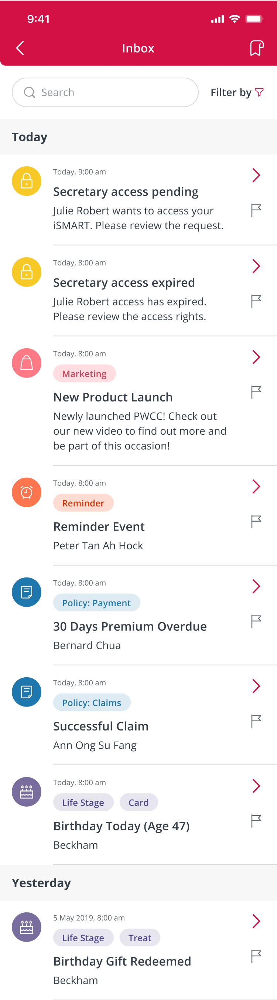 9:41
Inbox
Search
Filter by
Today
Today, 9:00 am
Secretary access pending
Julie Robert wants to access your
iSMART. Please review the request.
Today, 8:00 am
Secretary access expired
Julie Robert access has expired.
Please review the access rights.
Today, 8:00 am
Marketing
New Product Launch
Newly launched PWCC! Check out
our new video to find out more and
be part of this occasion!
Today, 8:00 am
Reminder
Reminder Event
Peter Tan Ah Hock
Today, 8:00 am
Policy: Payment
30 Days Premium Overdue
Bernard Chua
Today, 8:00 am
Policy: Claims
Successful Claim
Ann Ong Su Fang
Today, 8:00 am
Life Stage Card
Birthday Today (Age 47)
Beckham
Yesterday
5 May 2019, 8:00 am
Life Stage Treat
Birthday Gift Redeemed
Beckham